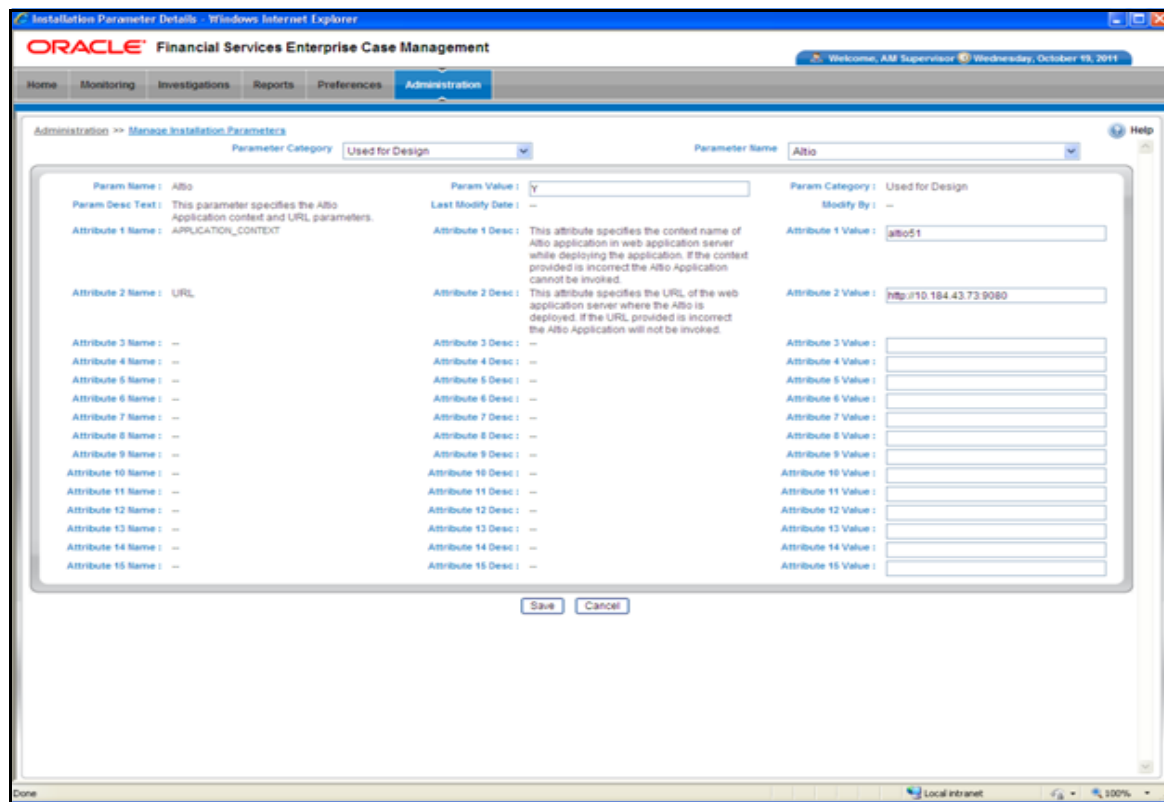 Installation Parameter Details - Windows Internet Explorer
ORACLE Financial Services Enterprise Case Management
Welcome, AM Supervisor Wednesday, October 19, 2011
Home Monitoring Investigations Reports Preferences Administration
Administration >> Manage Installation Parameters
Help
Parameter Category Used for Design Parameter Name Altio
Param Name : Altio Param Value : Y Param Category : Used for Design
Param Desc Text : This parameter specifies the Altio Last Modify Date : -- Modify By : --
Application context and URL parameters.
Attribute 1 Name : APPLICATION_CONTEXT Attribute 1 Desc : This attribute specifies the context name of Attribute 1 Value : altio51
Altio application in web application server
while deploying the application. If the context
provided is incorrect the Altio Application
cannot be invoked.
Attribute 2 Name : URL Attribute 2 Desc : This attribute specifies the URL of the web Attribute 2 Value : http://10.184.43.73:9080
application server where the Altio is
deployed. If the URL provided is incorrect
the Altio Application will not be invoked.
Attribute 3 Name : -- Attribute 3 Desc : -- Attribute 3 Value :
Attribute 4 Name : -- Attribute 4 Desc : -- Attribute 4 Value :
Attribute 5 Name : -- Attribute 5 Desc : -- Attribute 5 Value :
Attribute 6 Name : -- Attribute 6 Desc : -- Attribute 6 Value :
Attribute 7 Name : -- Attribute 7 Desc : -- Attribute 7 Value :
Attribute 8 Name : -- Attribute 8 Desc : -- Attribute 8 Value :
Attribute 9 Name : -- Attribute 9 Desc : -- Attribute 9 Value :
Attribute 10 Name : -- Attribute 10 Desc : -- Attribute 10 Value :
Attribute 11 Name : -- Attribute 11 Desc : -- Attribute 11 Value :
Attribute 12 Name : -- Attribute 12 Desc : -- Attribute 12 Value :
Attribute 13 Name : -- Attribute 13 Desc : -- Attribute 13 Value :
Attribute 14 Name : -- Attribute 14 Desc : -- Attribute 14 Value :
Attribute 15 Name : -- Attribute 15 Desc : -- Attribute 15 Value :
Save Cancel
Done Local intranet 100%